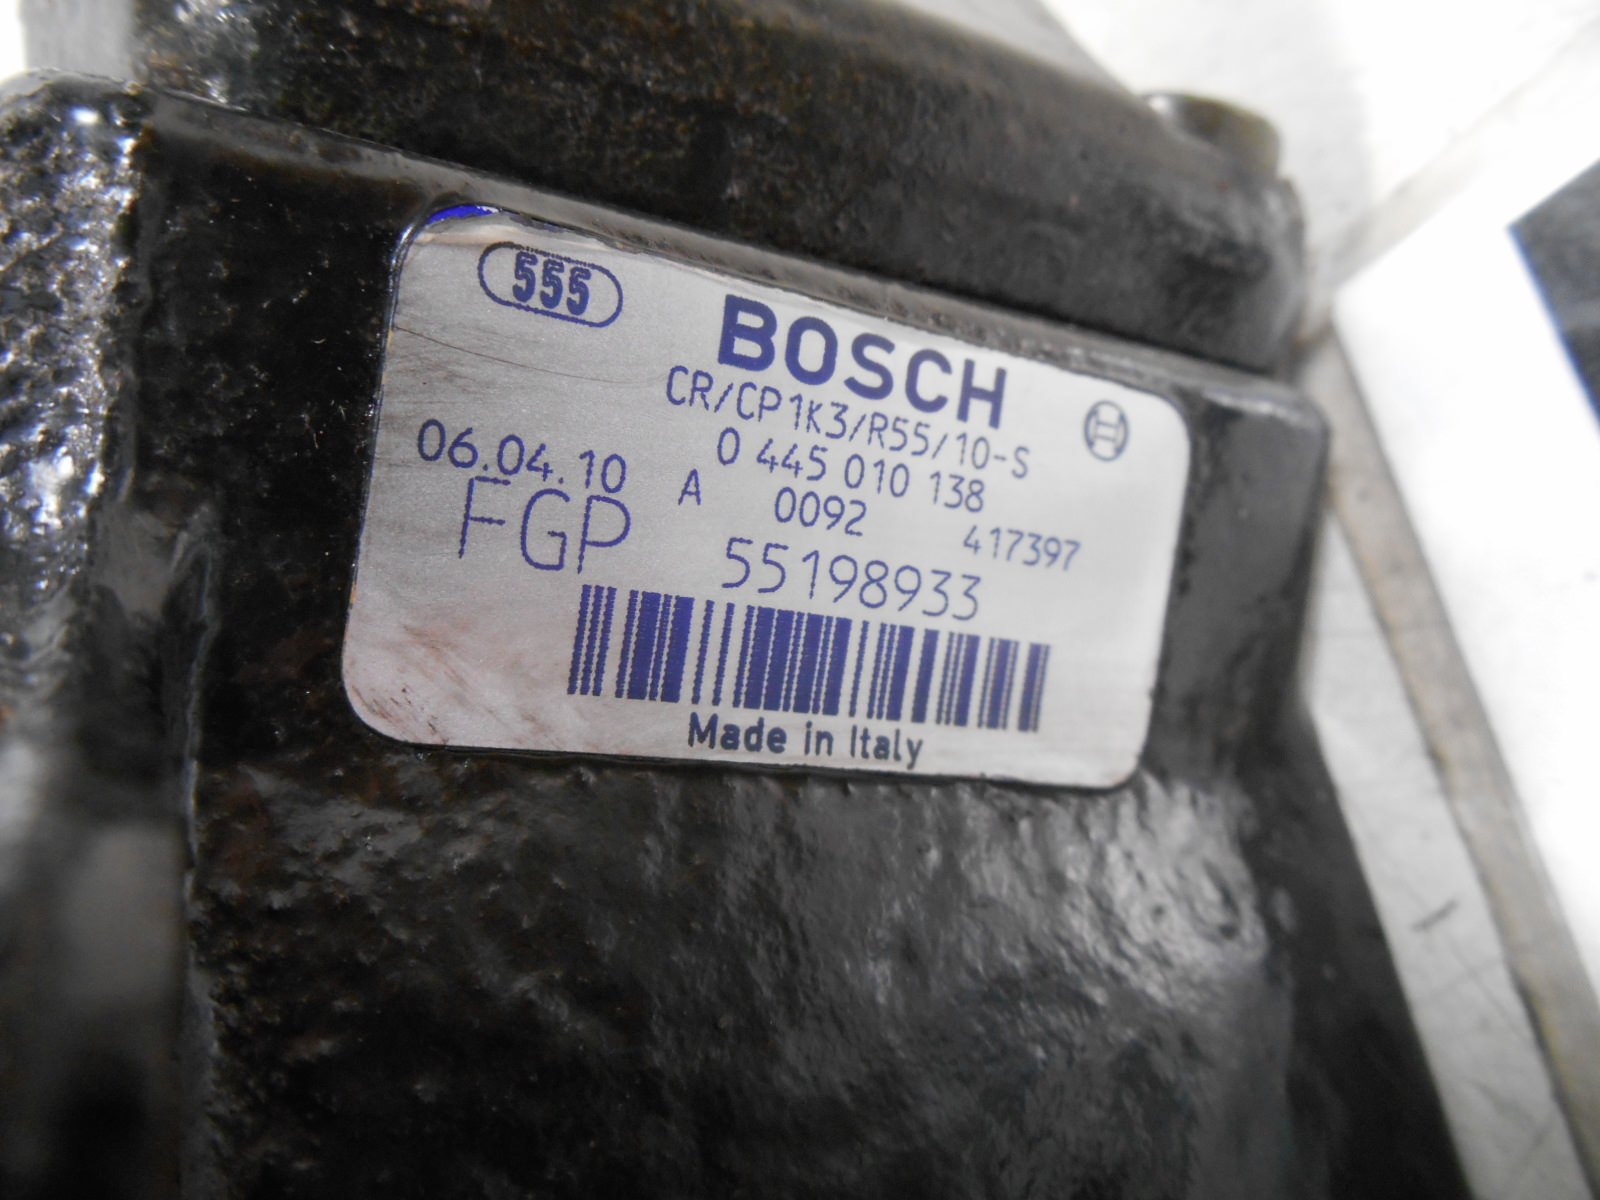 555
BOSCH
CR/CP1K3/R55/10-S
06.04.10 0 445 010 138
FGP A 0092 417397
55198933
Made in Italy